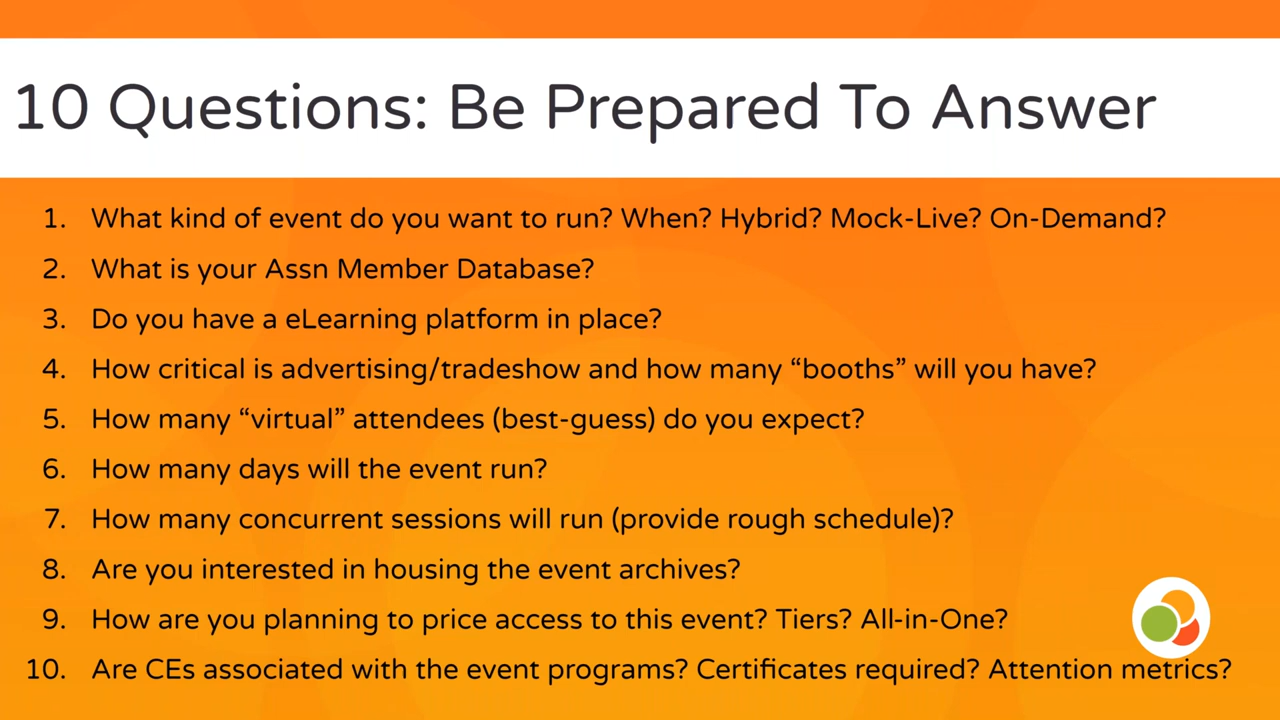 10 Questions: Be Prepared To Answer
1. What kind of event do you want to run? When? Hybrid? Mock-Live? On-Demand?
2. What is your Assn Member Database?
3. Do you have a eLearning platform in place?
4. How critical is advertising/tradeshow and how many “booths” will you have?
5. How many “virtual” attendees (best-guess) do you expect?
6. How many days will the event run?
7. How many concurrent sessions will run (provide rough schedule)?
8. Are you interested in housing the event archives?
9. How are you planning to price access to this event? Tiers? All-in-One?
10. Are CEs associated with the event programs? Certificates required? Attention metrics?